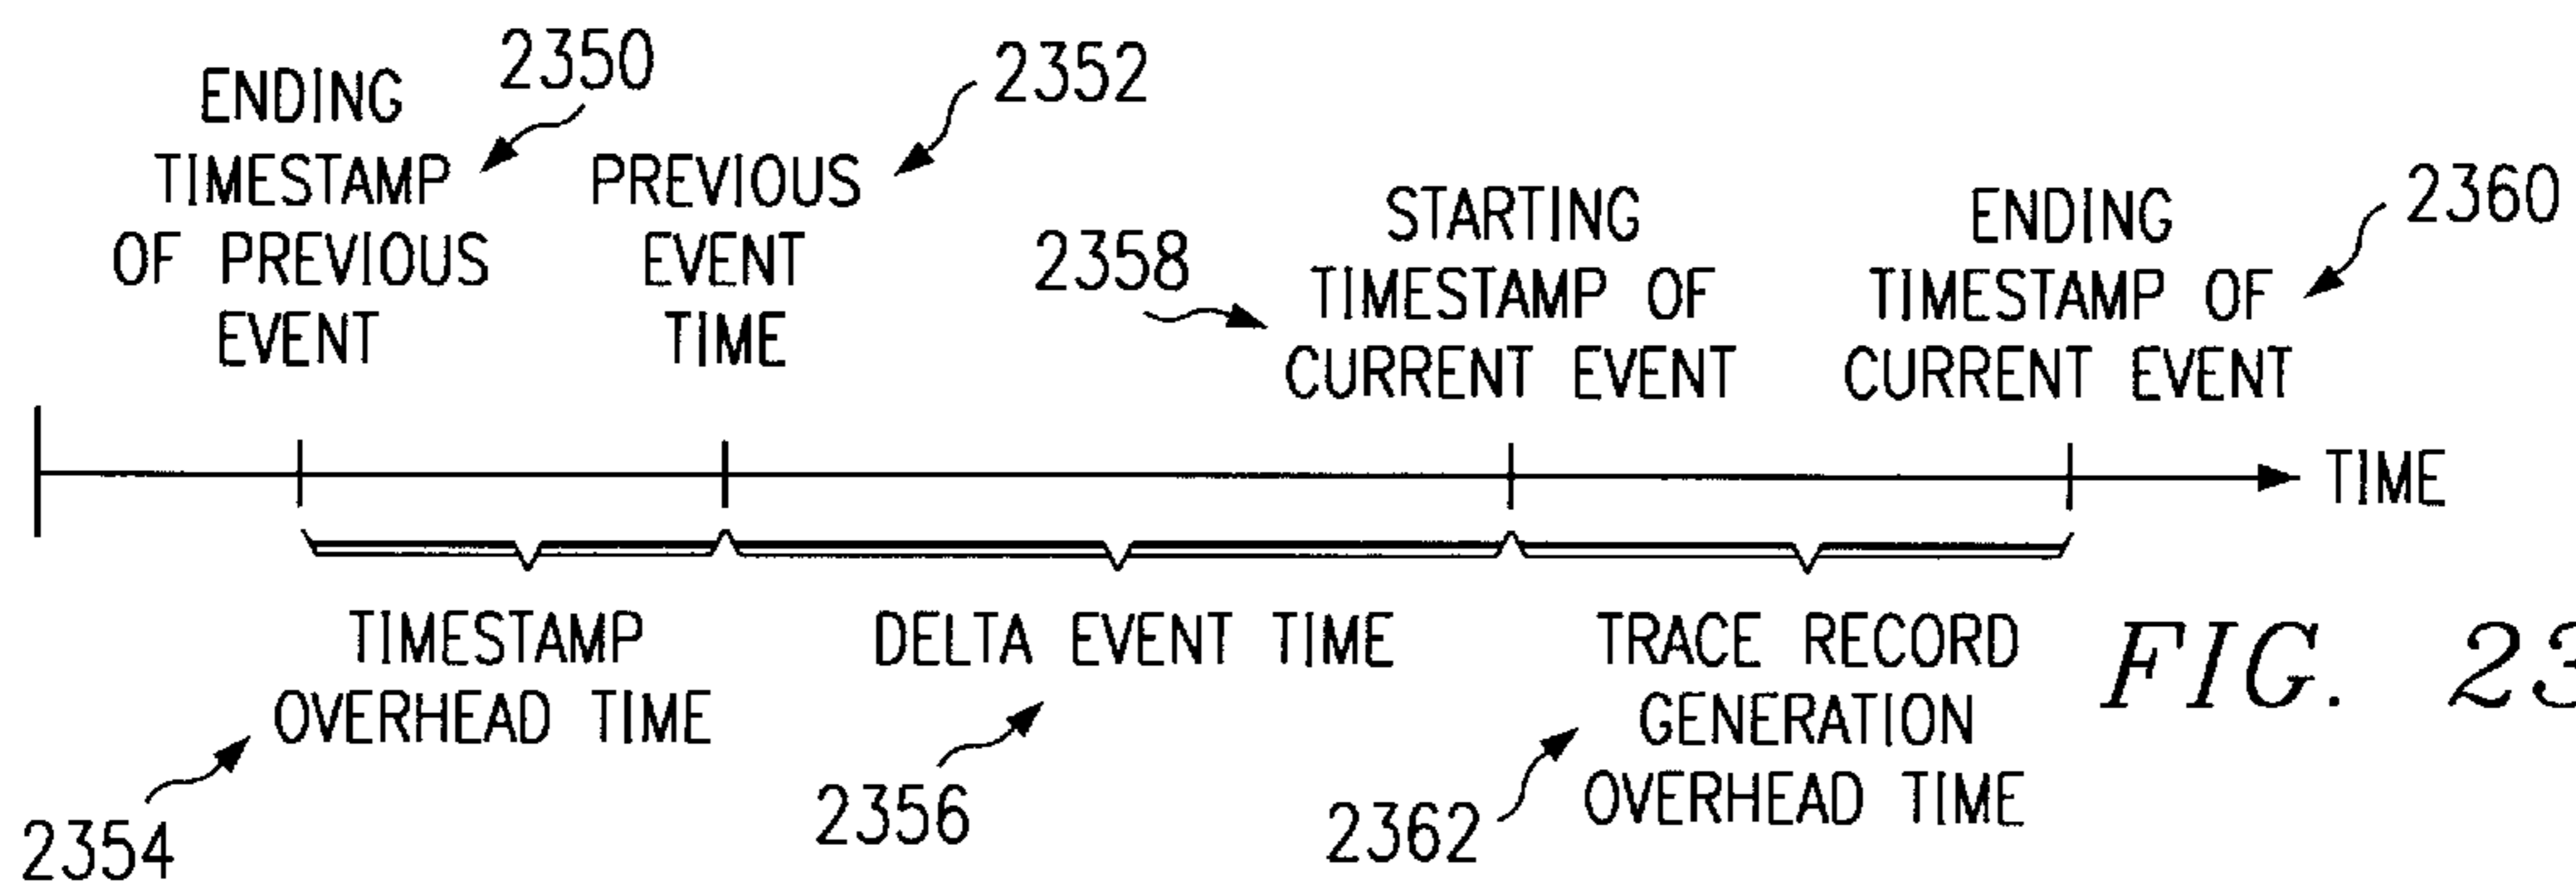 2350
ENDING
TIMESTAMP
OF PREVIOUS
EVENT
2352
PREVIOUS
EVENT
TIME
2358
STARTING
TIMESTAMP OF
CURRENT EVENT
2360
ENDING
TIMESTAMP OF
CURRENT EVENT
TIME
TIMESTAMP
OVERHEAD TIME
2354
DELTA EVENT TIME
2356
TRACE RECORD
GENERATION
OVERHEAD TIME
2362
FIG. 23